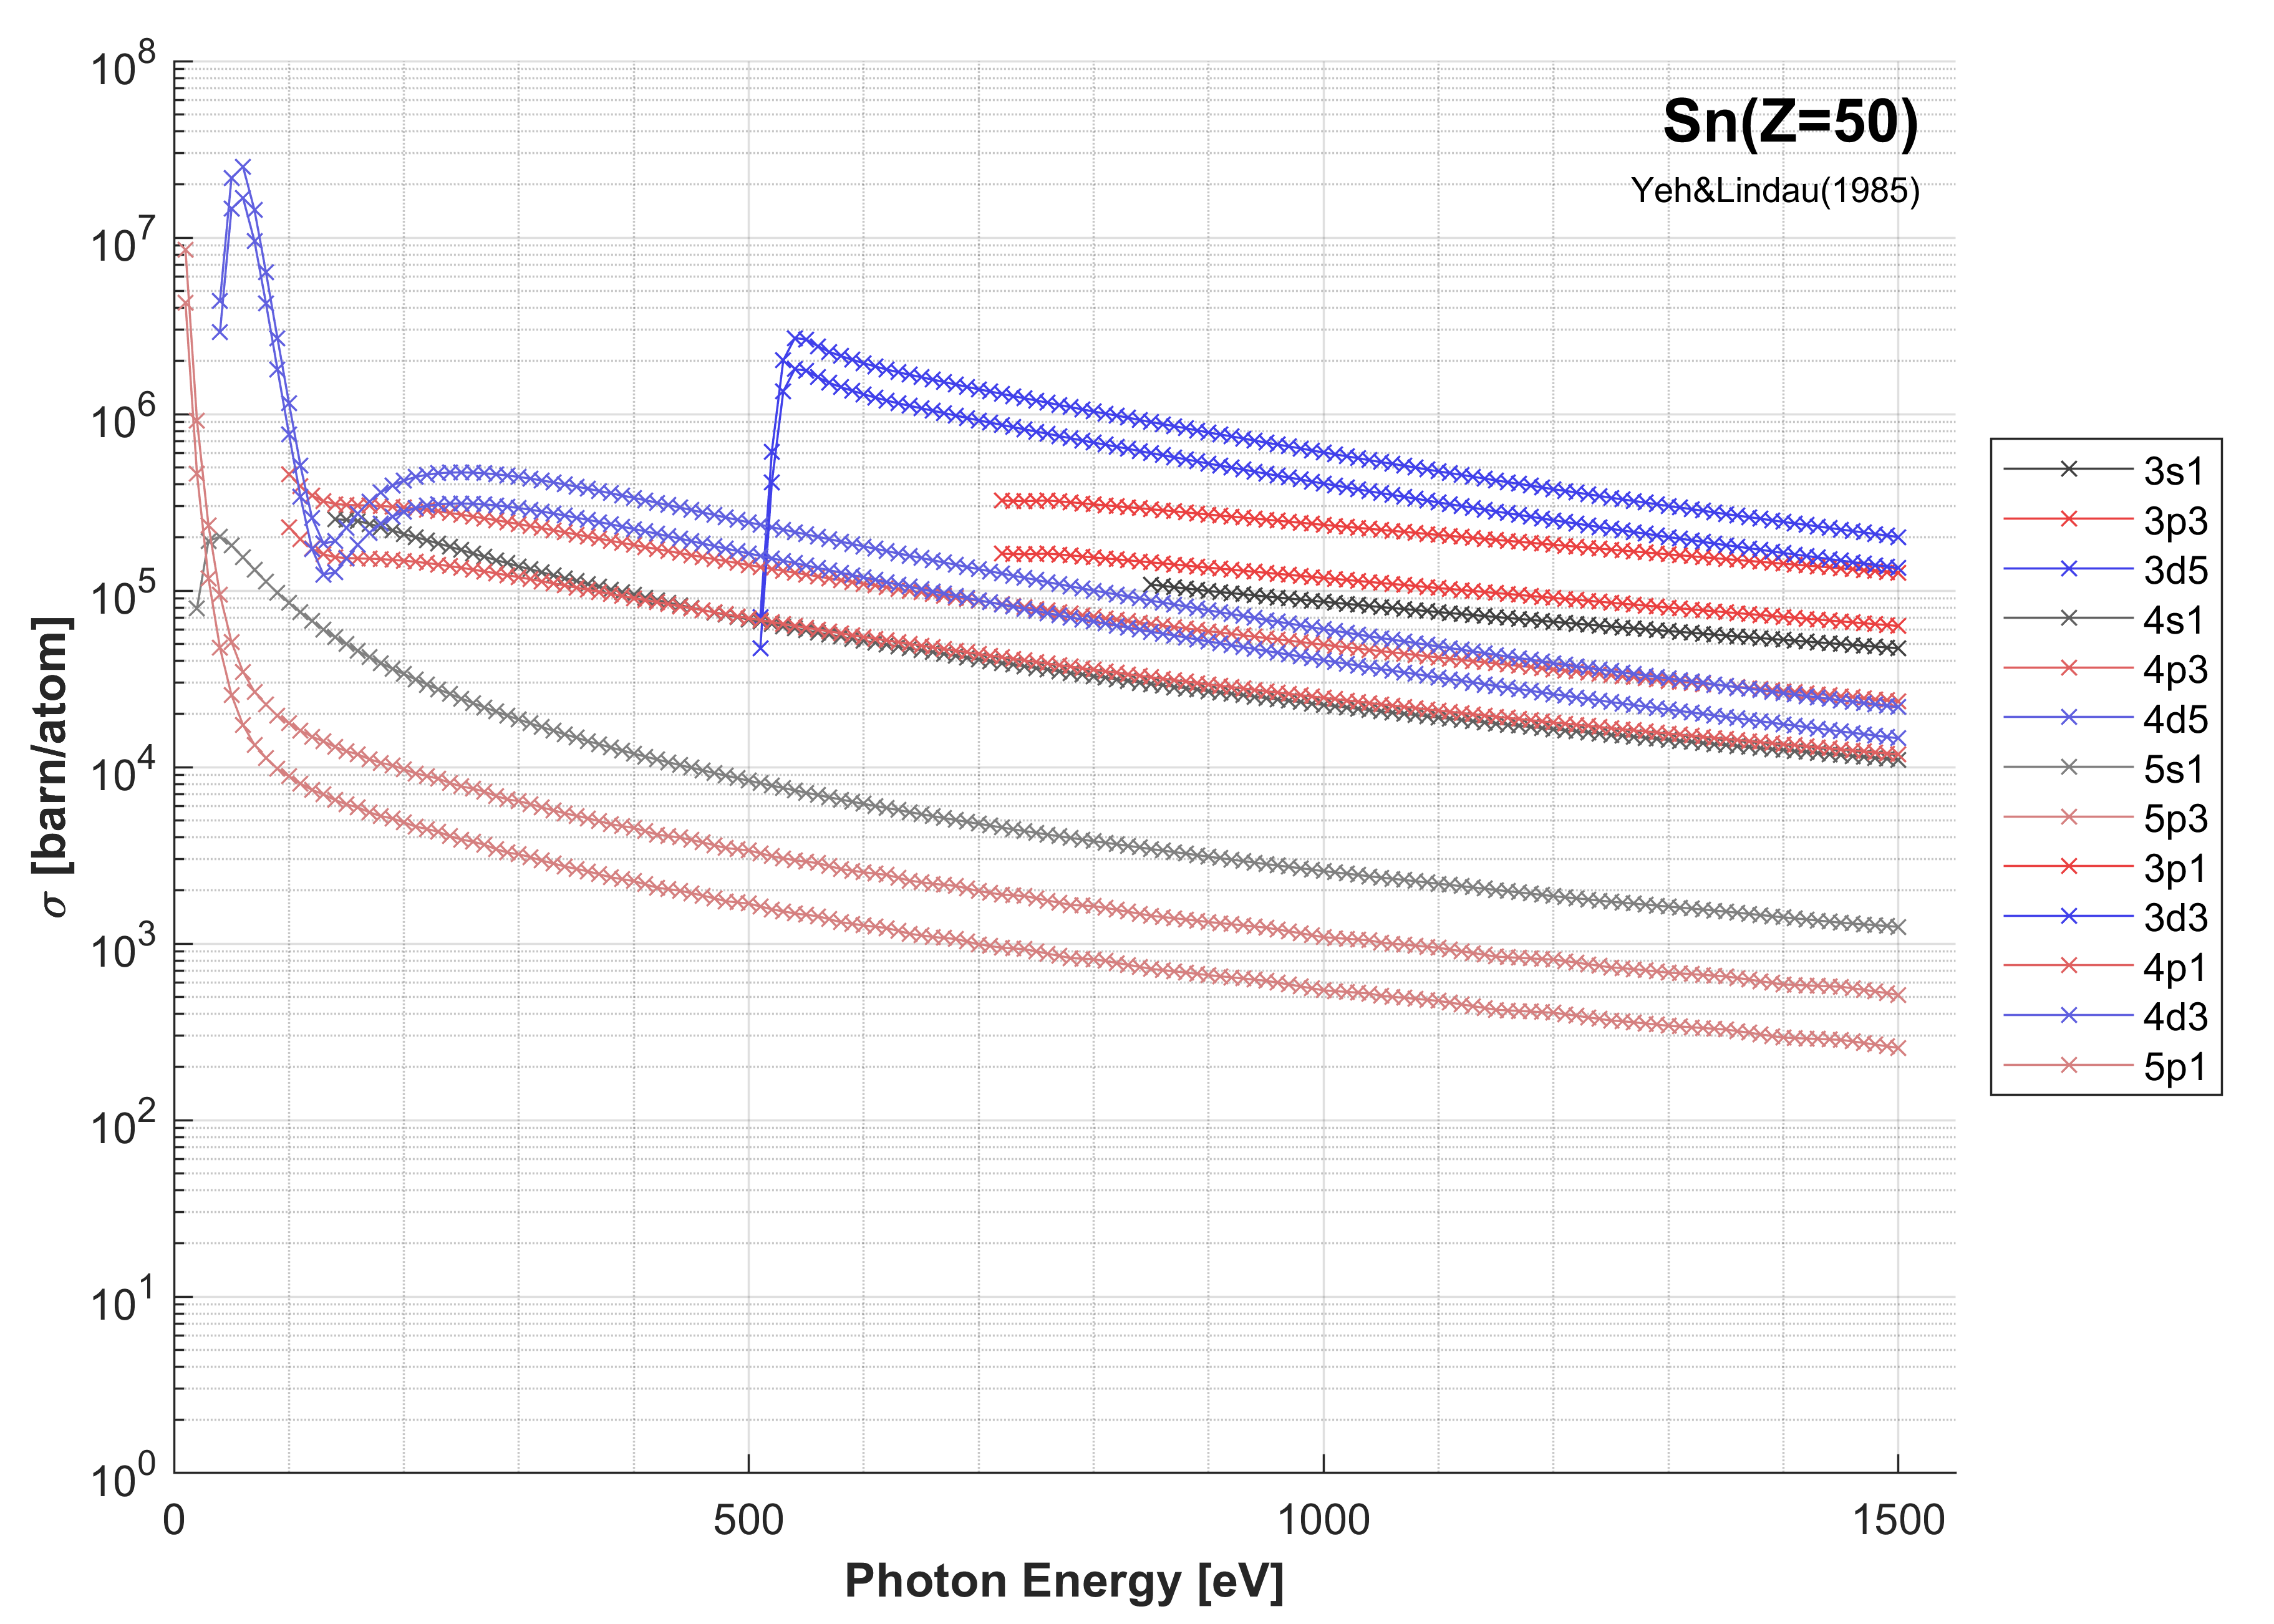 Sn(Z=50)
Yeh&Lindau(1985)
10^8
10^7
10^6
10^5
10^4
10^3
10^2
10^1
10^0
σ [barn/atom]
0 500 1000 1500
Photon Energy [eV]
3s1
3p3
3d5
4s1
4p3
4d5
5s1
5p3
3p1
3d3
4p1
4d3
5p1